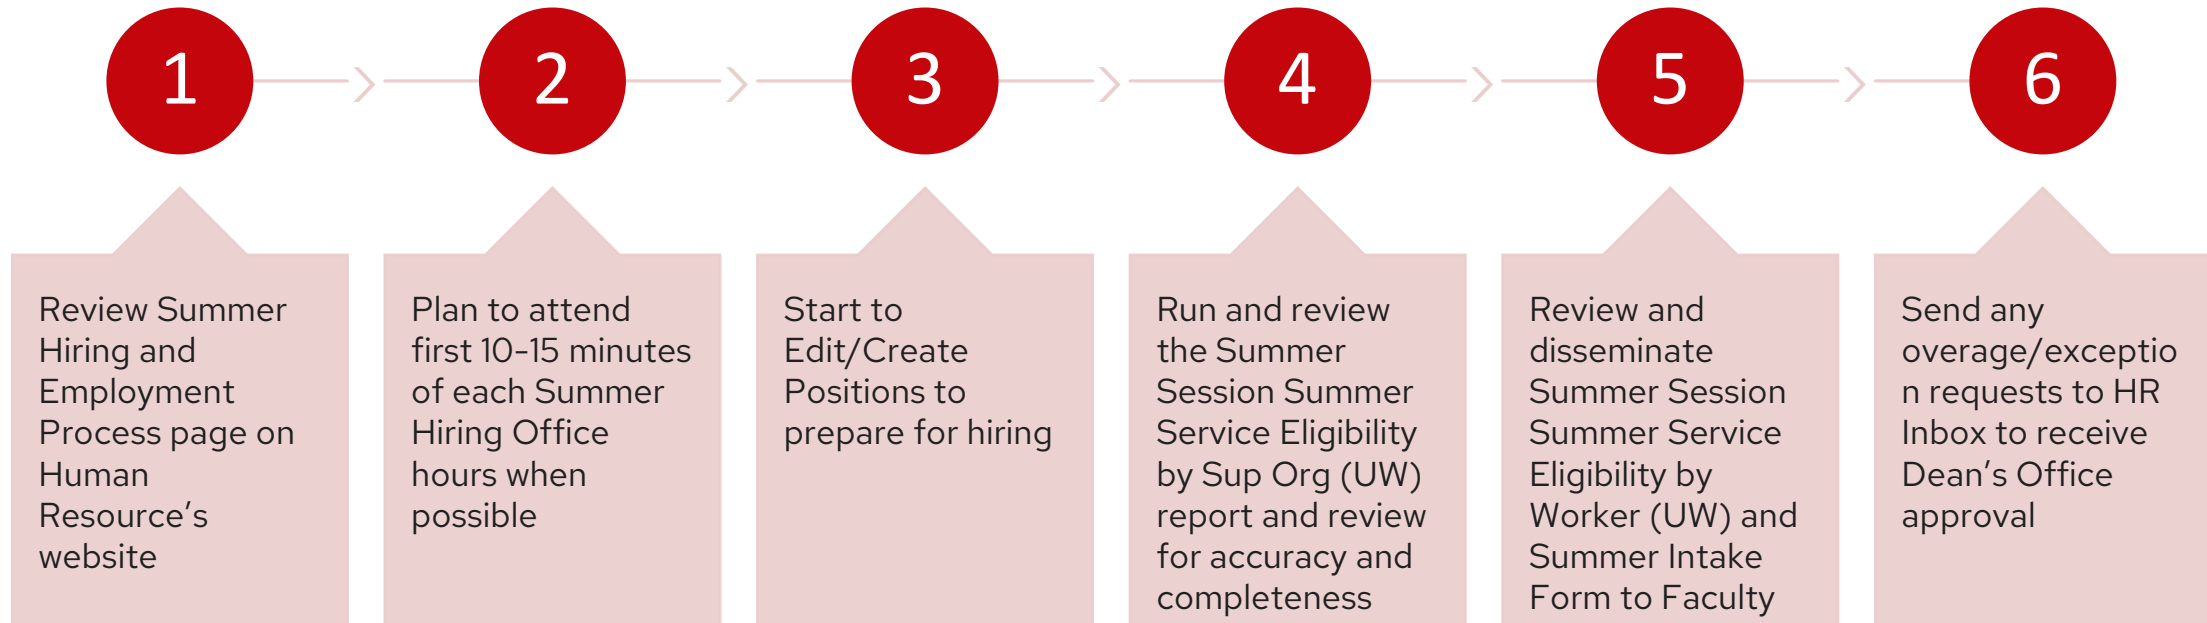 1
Review Summer
Hiring and
Employment
Process page on
Human
Resource’s
website
2
Plan to attend
first 10-15 minutes
of each Summer
Hiring Office
hours when
possible
3
Start to
Edit/Create
Positions to
prepare for hiring
4
Run and review
the Summer
Session Summer
Service Eligibility
by Sup Org (UW)
report and review
for accuracy and
completeness
5
Review and
disseminate
Summer Session
Summer Service
Eligibility by
Worker (UW) and
Summer Intake
Form to Faculty
6
Send any
overage/exceptio
n requests to HR
Inbox to receive
Dean’s Office
approval